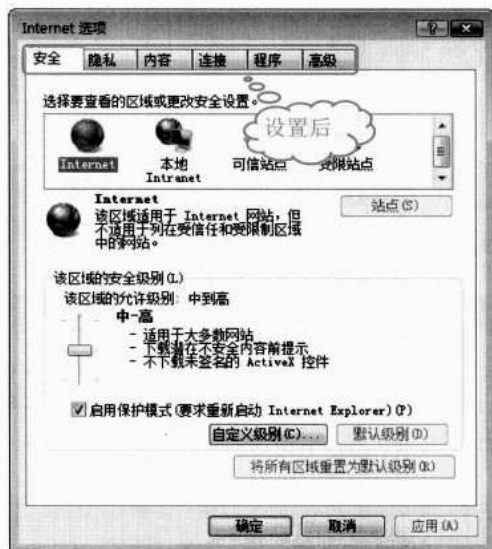 Internet 选项
安全 隐私 内容 连接 程序 高级
选择要查看的区域或更改安全设置。
设置后
Internet 本地 Intranet 可信站点 受限站点
Internet
该区域适用于 Internet 网站，但
不适用于列在受信任和受限制区域
中的网站。
站点(S)
该区域的安全级别(L)
该区域的允许级别: 中到高
中-高
- 适用于大多数网站
- 下载潜在不安全内容前提示
- 不下载未签名的 ActiveX 控件
启用保护模式(要求重新启动 Internet Explorer)(P)
自定义级别(C)... 默认级别(D)
将所有区域重置为默认级别(R)
确定 取消 应用(A)